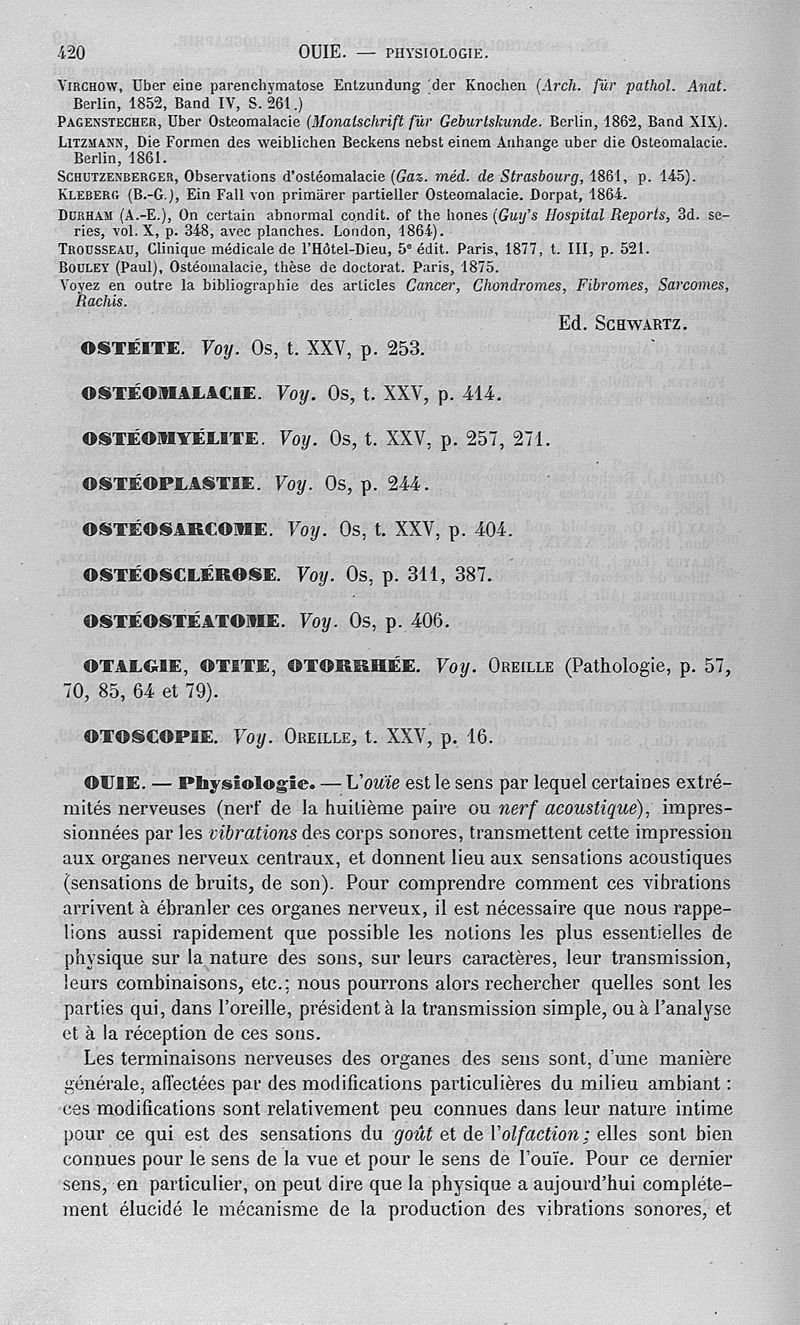 420 OUIE. — PHYSIOLOGIE.
VIRCHOW, Uber eine parenchymatose Entzundung der Knochen (Arch. für pathol. Anat.
Berlin, 1852, Band IV, S. 261.)
PAGENSTECHER, Uber Osteomalacie (Monatschrift für Geburtskunde. Berlin, 1862, Band XIX).
LITZMANN, Die Formen des weiblichen Beckens nebst einem Anhange uber die Osteomalacie.
Berlin, 1861.
SCHUTZENBERGER, Observations d'ostéomalacie (Gaz. méd. de Strasbourg, 1861, p. 145).
KLEBERG (B.-G.), Ein Fall von primärer partieller Osteomalacie. Dorpat, 1864.
DURHAM (A.-E.), On certain abnormal condit. of the hones (Guy's Hospital Reports, 3d. se-
ries, vol. X, p. 348, avec planches. London, 1864).
TROUSSEAU, Clinique médicale de l'Hôtel-Dieu, 5e édit. Paris, 1877, t. III, p. 521.
BOULEY (Paul), Ostéomalacie, thèse de doctorat. Paris, 1875.
Voyez en outre la bibliographie des articles Cancer, Chondromes, Fibromes, Sarcomes,
Rachis.
Ed. SCHWARTZ.
OSTÉITE. Voy. Os, t. XXV, p. 253.
OSTÉOMALACIE. Voy. Os, t. XXV, p. 414.
OSTÉOMYÉLITE. Voy. Os, t. XXV, p. 257, 271.
OSTÉOPLASTIE. Voy. Os, p. 244.
OSTÉOSARCOME. Voy. Os, t. XXV, p. 404.
OSTÉOSCLÉROSE. Voy. Os, p. 311, 387.
OSTÉOSTÉATOME. Voy. Os, p. 406.
OTALGIE, OTITE, OTORRHÉE. Voy. OREILLE (Pathologie, p. 57,
70, 85, 64 et 79).
OTOSCOPIE. Voy. OREILLE, t. XXV, p. 16.
OUIE. — Physiologie. — L'ouïe est le sens par lequel certaines extré-
mités nerveuses (nerf de la huitième paire ou nerf acoustique), impres-
sionnées par les vibrations des corps sonores, transmettent cette impression
aux organes nerveux centraux, et donnent lieu aux sensations acoustiques
(sensations de bruits, de son). Pour comprendre comment ces vibrations
arrivent à ébranler ces organes nerveux, il est nécessaire que nous rappe-
lions aussi rapidement que possible les notions les plus essentielles de
physique sur la nature des sons, sur leurs caractères, leur transmission,
leurs combinaisons, etc.; nous pourrons alors rechercher quelles sont les
parties qui, dans l'oreille, président à la transmission simple, ou à l'analyse
et à la réception de ces sons.
Les terminaisons nerveuses des organes des sens sont, d'une manière
générale, affectées par des modifications particulières du milieu ambiant :
ces modifications sont relativement peu connues dans leur nature intime
pour ce qui est des sensations du goût et de l'olfaction; elles sont bien
connues pour le sens de la vue et pour le sens de l'ouïe. Pour ce dernier
sens, en particulier, on peut dire que la physique a aujourd'hui compléte-
ment élucidé le mécanisme de la production des vibrations sonores, et